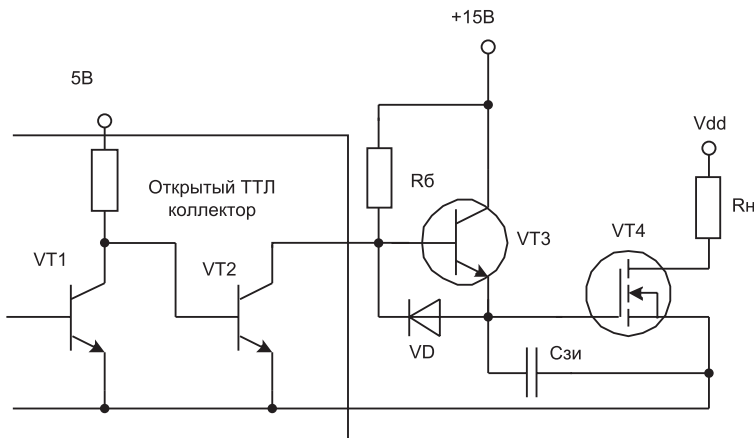 +15В
5В
Vdd
Открытый ТТЛ
коллектор
Rб
Rн
VT3
VT4
VT1
VT2
VD
Сзи